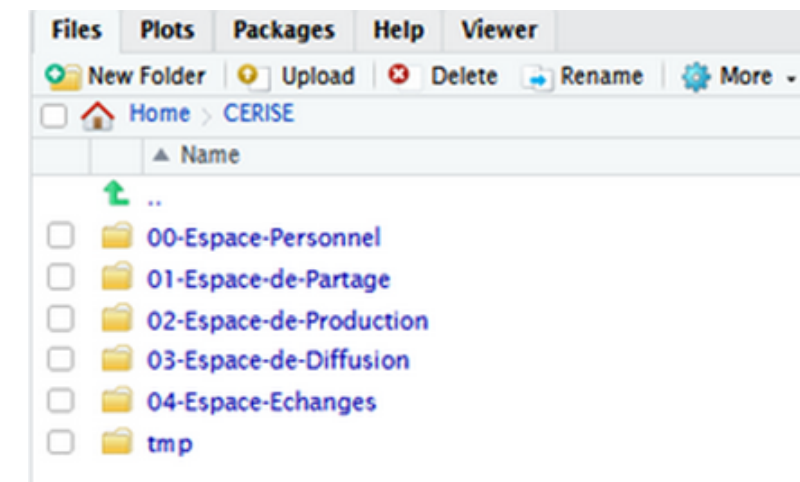 Files Plots Packages Help Viewer
New Folder Upload Delete Rename More
Home CERISE
Name
..
00-Espace-Personnel
01-Espace-de-Partage
02-Espace-de-Production
03-Espace-de-Diffusion
04-Espace-Echanges
tmp